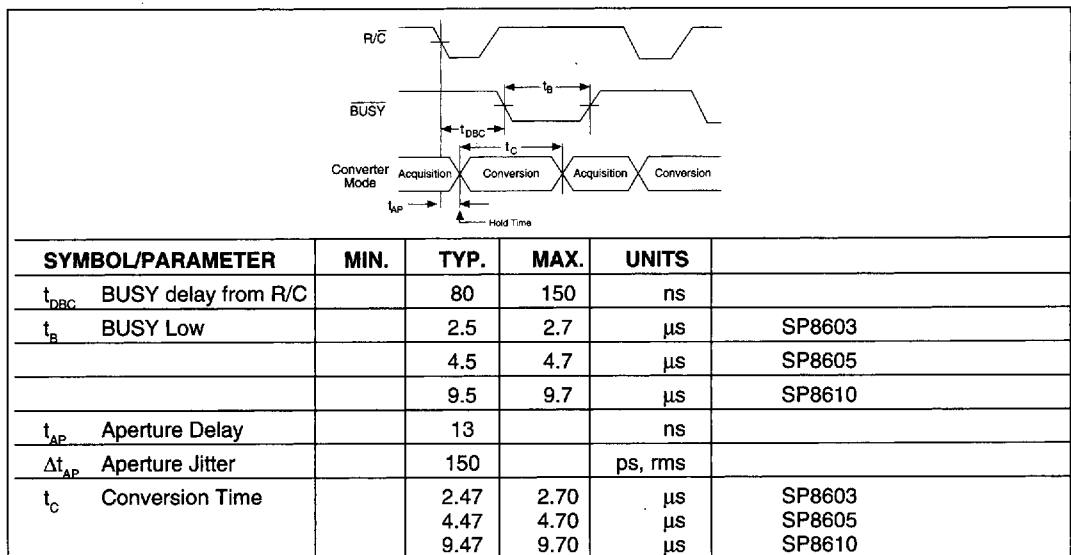 R/C̅
B̅U̅S̅Y̅
t_B
t_DBC
t_C
Converter Mode
Acquisition
Conversion
Acquisition
Conversion
t_AP
Hold Time
SYMBOL/PARAMETER MIN. TYP. MAX. UNITS
t_DBC BUSY delay from R/C 80 150 ns
t_B BUSY Low 2.5 2.7 µs SP8603
4.5 4.7 µs SP8605
9.5 9.7 µs SP8610
t_AP Aperture Delay 13 ns
Δt_AP Aperture Jitter 150 ps, rms
t_C Conversion Time 2.47 2.70 µs SP8603
4.47 4.70 µs SP8605
9.47 9.70 µs SP8610